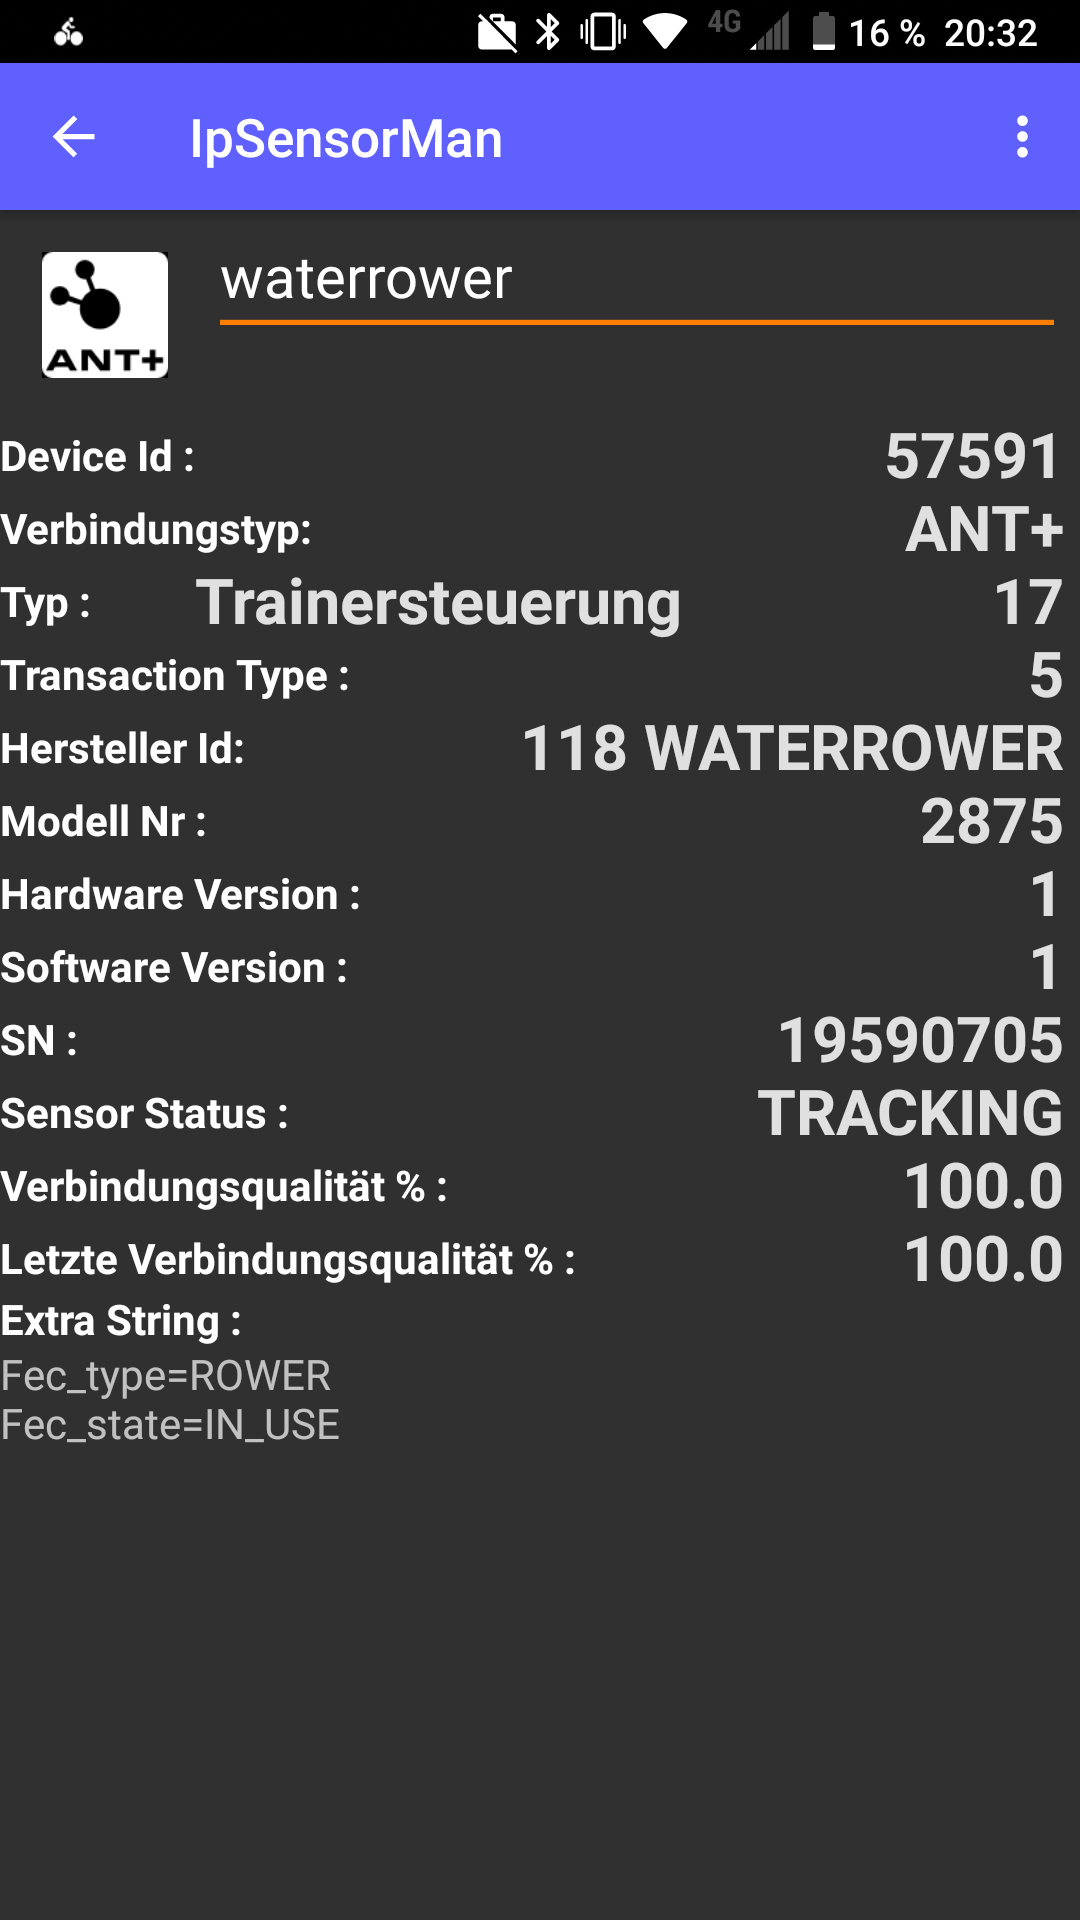 4G 16 % 20:32
IpSensorMan
waterrower
ANT+
Device Id : 57591
Verbindungstyp: ANT+
Typ : Trainersteuerung 17
Transaction Type : 5
Hersteller Id: 118 WATERROWER
Modell Nr : 2875
Hardware Version : 1
Software Version : 1
SN : 19590705
Sensor Status : TRACKING
Verbindungsqualität % : 100.0
Letzte Verbindungsqualität % : 100.0
Extra String :
Fec_type=ROWER
Fec_state=IN_USE